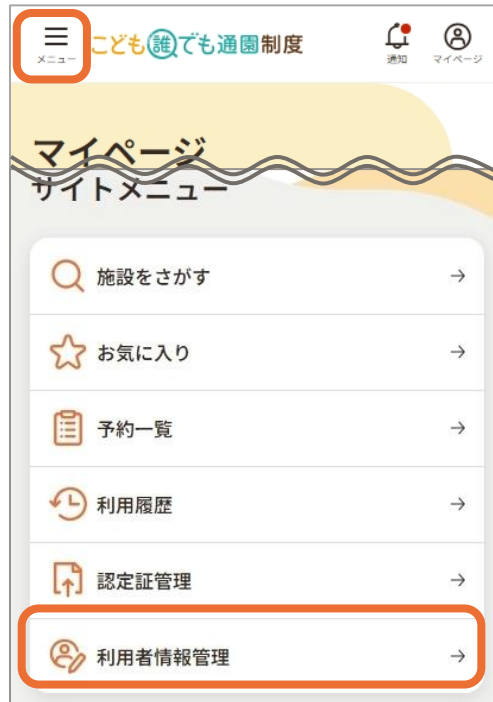 メニュー
こども誰でも通園制度
通知
マイページ
マイページ
サイトメニュー
施設をさがす
お気に入り
予約一覧
利用履歴
認定証管理
利用者情報管理